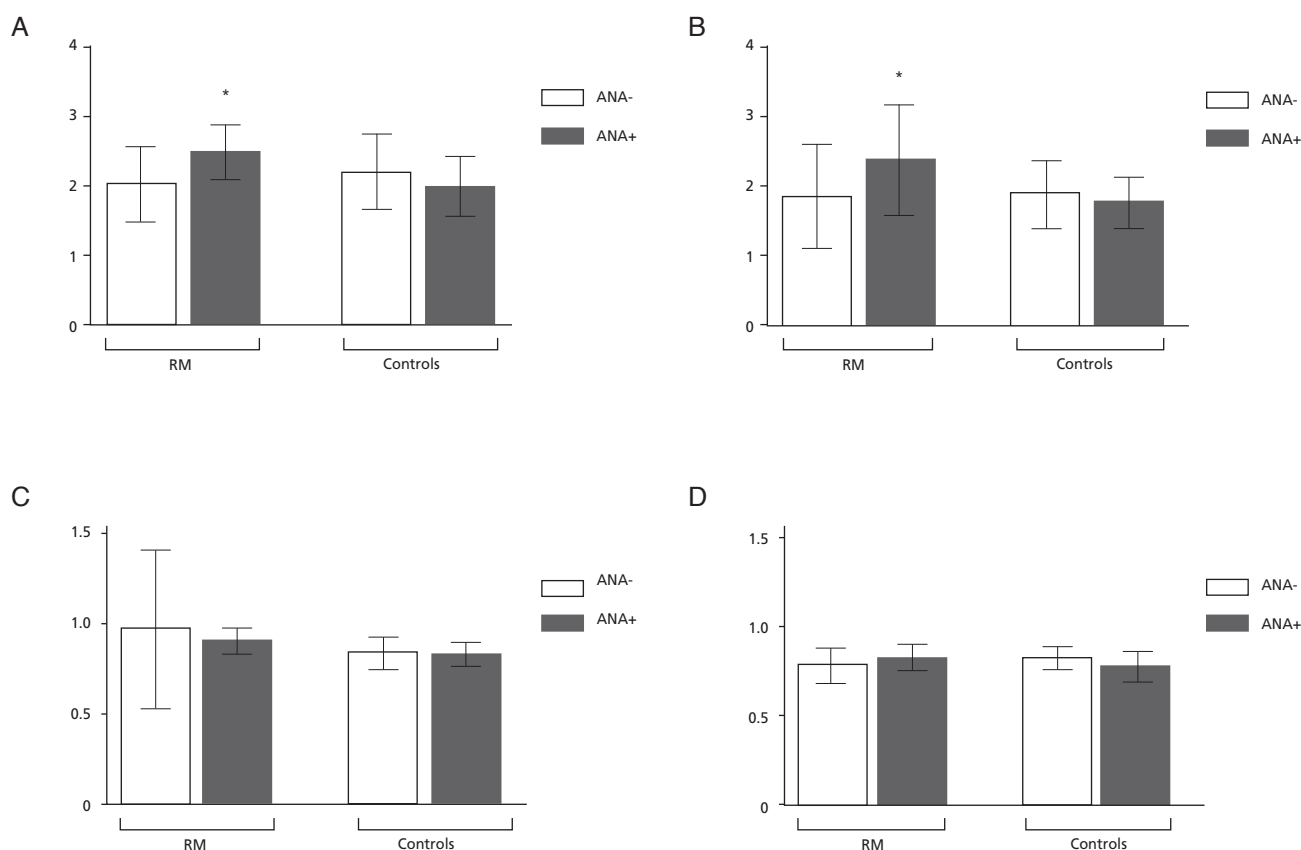 A
4
3
2
1
0
*
ANA-
ANA+
RM
Controls
B
4
3
2
1
0
*
ANA-
ANA+
RM
Controls
C
1.5
1.0
0.5
0
ANA-
ANA+
RM
Controls
D
1.5
1.0
0.5
0
ANA-
ANA+
RM
Controls